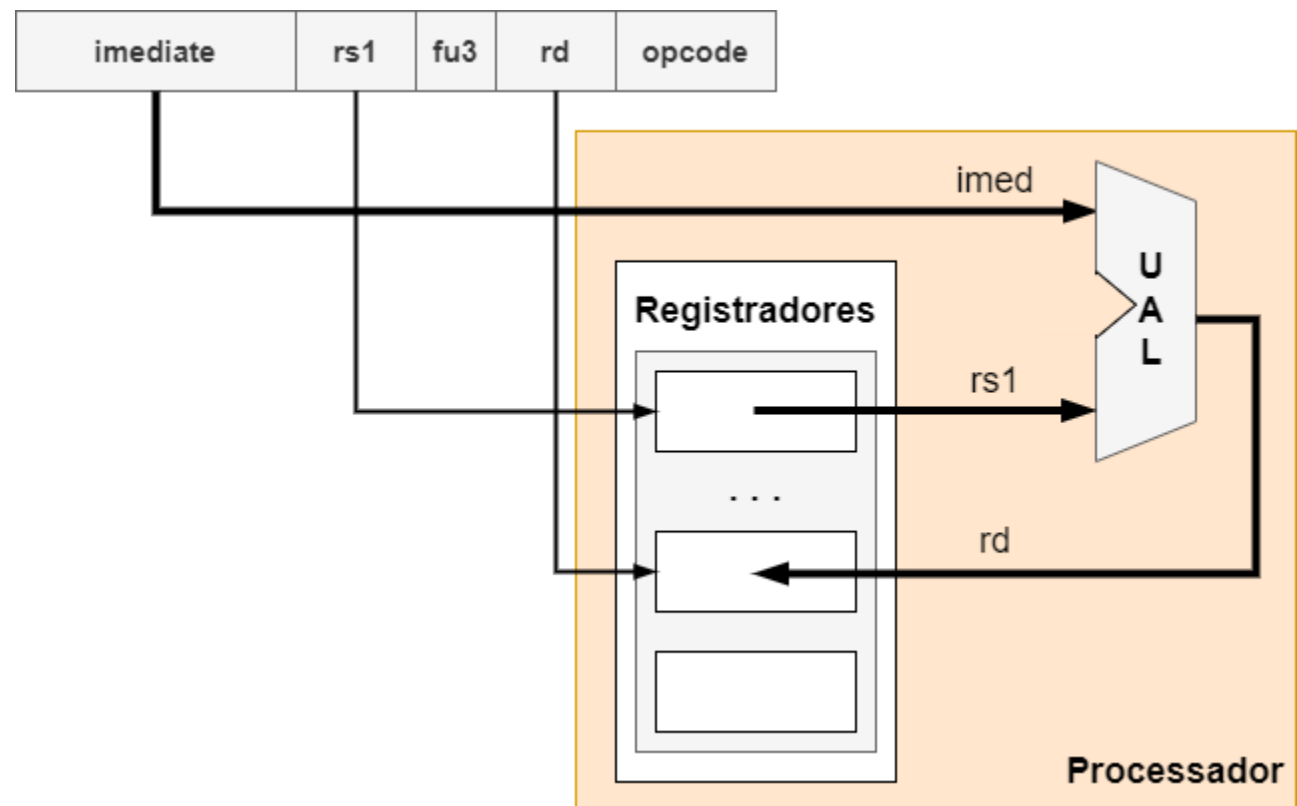 imediate rs1 fu3 rd opcode
imed
U
A
L
Registradores
rs1
. . .
rd
Processador